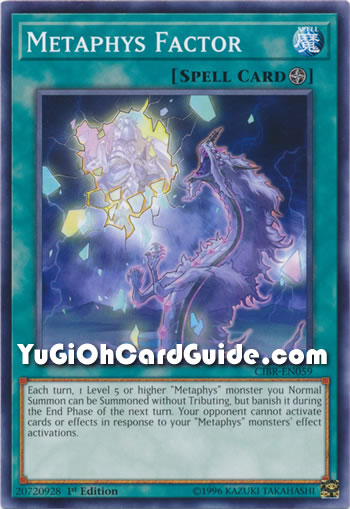 METAPHYS FACTOR
SPELL
魔
[SPELL CARD]
YuGiOhCardGuide.com
CIBR-EN059
Each turn, 1 Level 5 or higher "Metaphys" monster you Normal
Summon can be Summoned without Tributing, but banish it during
the End Phase of the next turn. Your opponent cannot activate
cards or effects in response to your "Metaphys" monsters' effect
activations.
20720928 1st Edition ©1996 KAZUKI TAKAHASHI